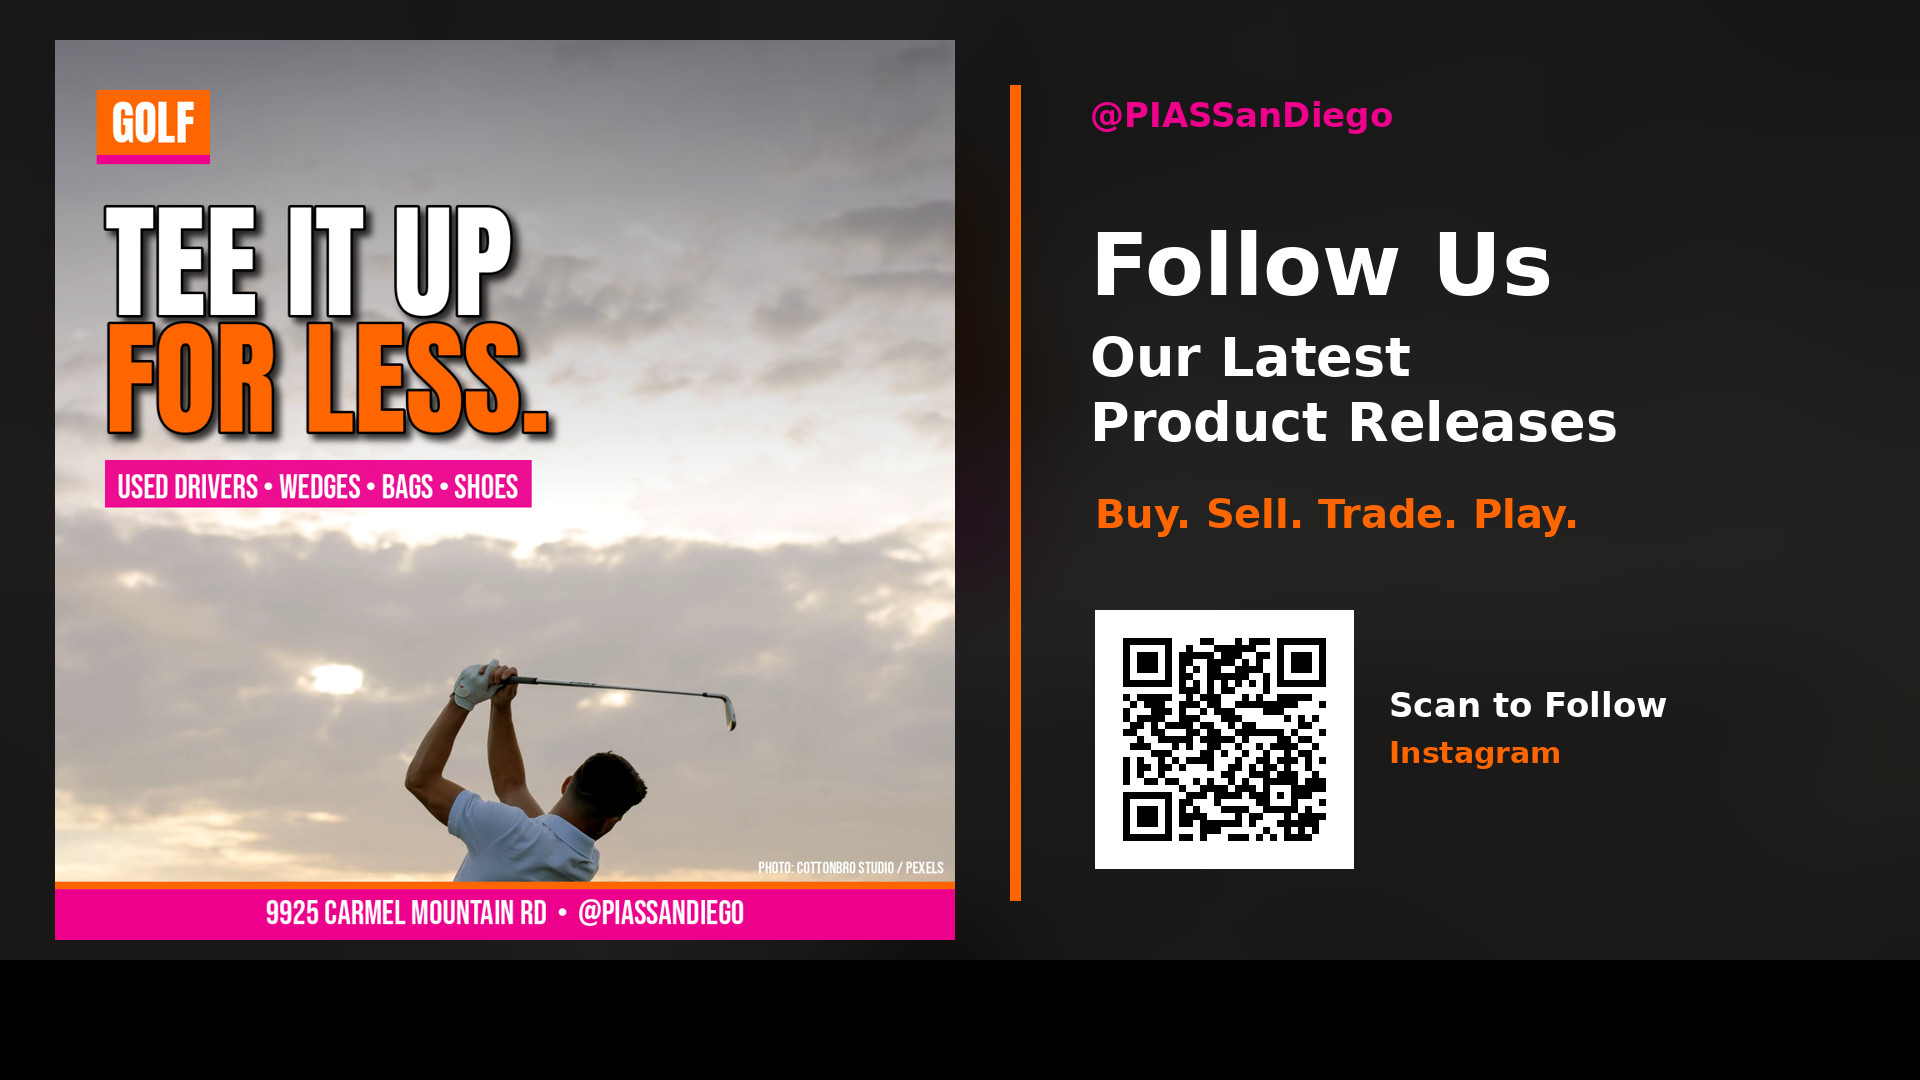 GOLF
TEE IT UP
FOR LESS.
USED DRIVERS • WEDGES • BAGS • SHOES
PHOTO: COTTONBRO STUDIO / PEXELS
9925 CARMEL MOUNTAIN RD • @PIASSANDIEGO
@PIASSanDiego
Follow Us
Our Latest
Product Releases
Buy. Sell. Trade. Play.
Scan to Follow
Instagram